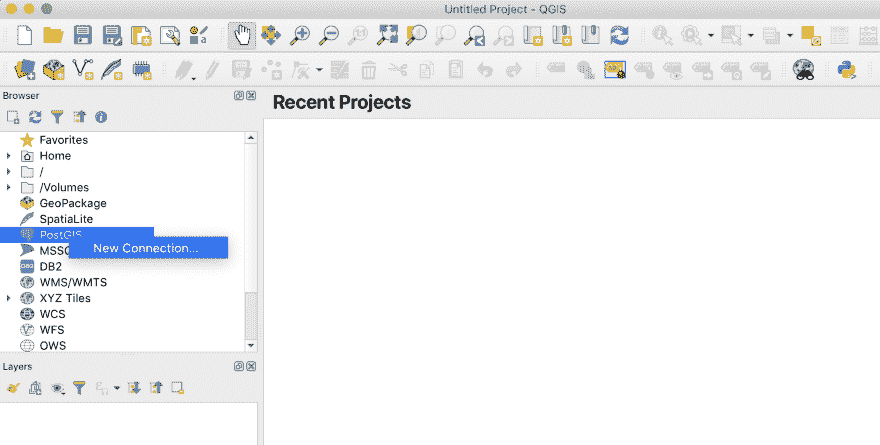 Untitled Project - QGIS
Browser
Recent Projects
Favorites
Home
/
/Volumes
GeoPackage
SpatiaLite
PostGIS
New Connection...
DB2
WMS/WMTS
XYZ Tiles
WCS
WFS
OWS
Layers